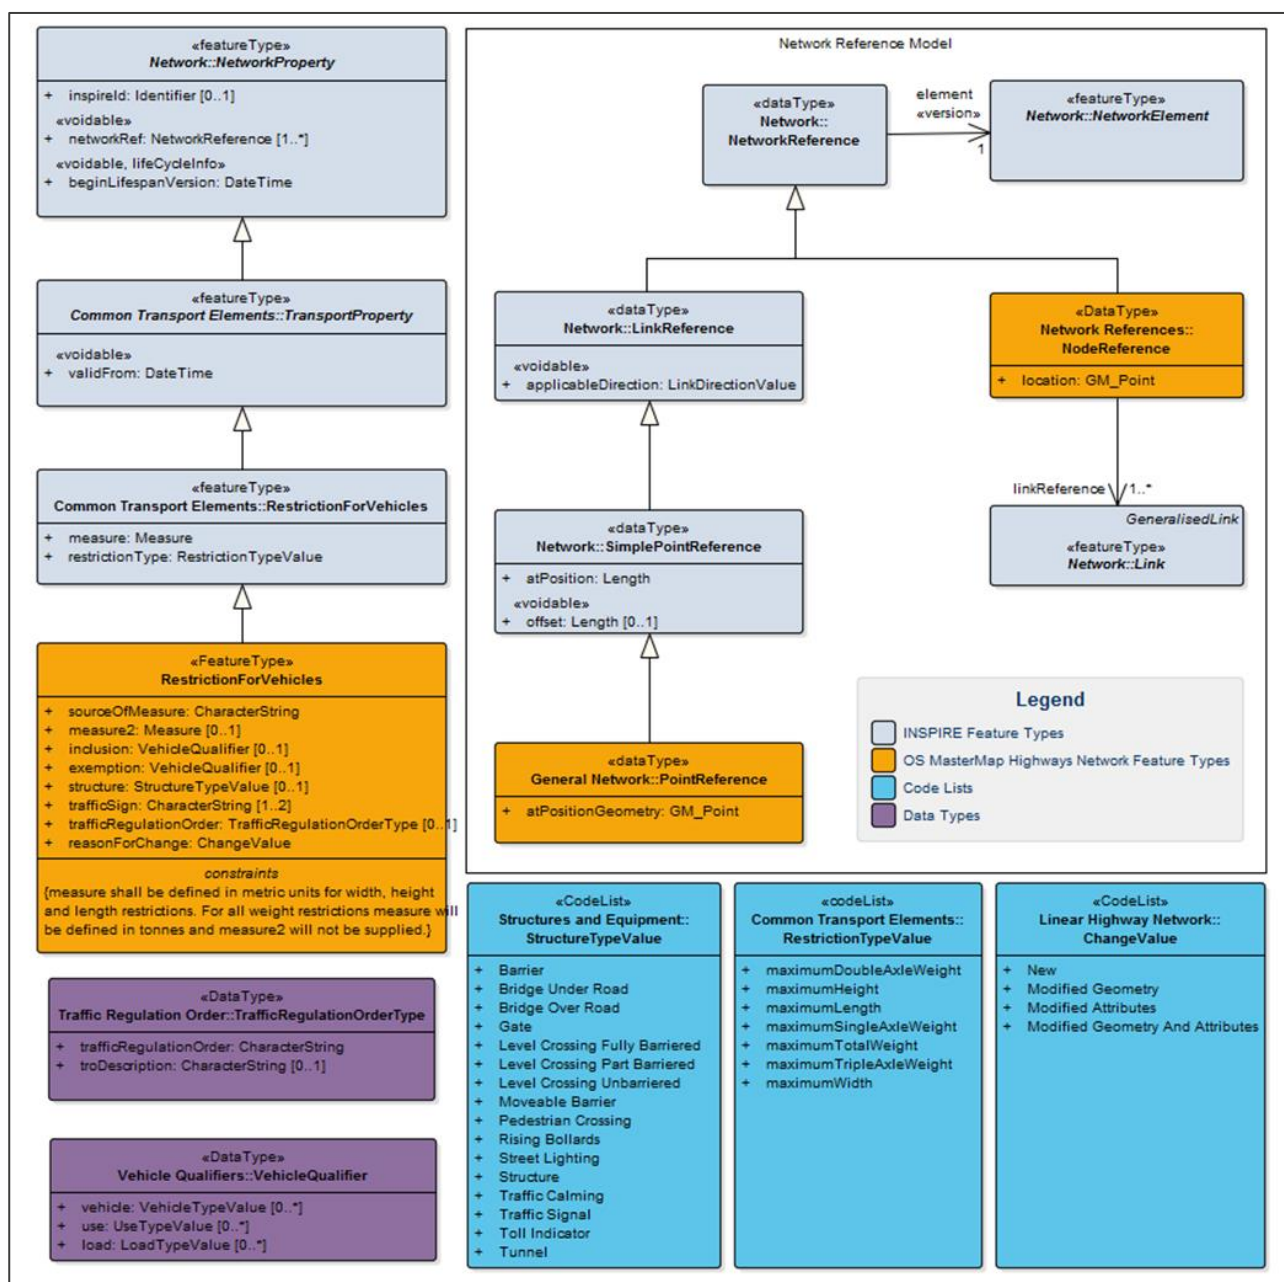 «featureType»
Network::NetworkProperty
+ inspireId: Identifier [0..1]
«voidable»
+ networkRef: NetworkReference [1..*]
«voidable, lifeCycleInfo»
+ beginLifespanVersion: DateTime
«featureType»
Common Transport Elements::TransportProperty
«voidable»
+ validFrom: DateTime
«featureType»
Common Transport Elements::RestrictionForVehicles
+ measure: Measure
+ restrictionType: RestrictionTypeValue
«FeatureType»
RestrictionForVehicles
+ sourceOfMeasure: CharacterString
+ measure2: Measure [0..1]
+ inclusion: VehicleQualifier [0..1]
+ exemption: VehicleQualifier [0..1]
+ structure: StructureTypeValue [0..1]
+ trafficSign: CharacterString [1..2]
+ trafficRegulationOrder: TrafficRegulationOrderType [0..1]
+ reasonForChange: ChangeValue
constraints
{measure shall be defined in metric units for width, height
and length restrictions. For all weight restrictions measure will
be defined in tonnes and measure2 will not be supplied.}
«DataType»
Traffic Regulation Order::TrafficRegulationOrderType
+ trafficRegulationOrder: CharacterString
+ troDescription: CharacterString [0..1]
«DataType»
Vehicle Qualifiers::VehicleQualifier
+ vehicle: VehicleTypeValue [0..*]
+ use: UseTypeValue [0..*]
+ load: LoadTypeValue [0..*]
Network Reference Model
«dataType»
Network::
NetworkReference
element
«version»
1
«featureType»
Network::NetworkElement
«dataType»
Network::LinkReference
«voidable»
+ applicableDirection: LinkDirectionValue
«DataType»
Network References::
NodeReference
+ location: GM_Point
linkReference
1..*
GeneralisedLink
«featureType»
Network::Link
«dataType»
Network::SimplePointReference
+ atPosition: Length
«voidable»
+ offset: Length [0..1]
«dataType»
General Network::PointReference
+ atPositionGeometry: GM_Point
Legend
INSPIRE Feature Types
OS MasterMap Highways Network Feature Types
Code Lists
Data Types
«CodeList»
Structures and Equipment::
StructureTypeValue
+ Barrier
+ Bridge Under Road
+ Bridge Over Road
+ Gate
+ Level Crossing Fully Barriered
+ Level Crossing Part Barriered
+ Level Crossing Unbarriered
+ Moveable Barrier
+ Pedestrian Crossing
+ Rising Bollards
+ Street Lighting
+ Structure
+ Traffic Calming
+ Traffic Signal
+ Toll Indicator
+ Tunnel
«codeList»
Common Transport Elements::
RestrictionTypeValue
+ maximumDoubleAxleWeight
+ maximumHeight
+ maximumLength
+ maximumSingleAxleWeight
+ maximumTotalWeight
+ maximumTripleAxleWeight
+ maximumWidth
«CodeList»
Linear Highway Network::
ChangeValue
+ New
+ Modified Geometry
+ Modified Attributes
+ Modified Geometry And Attributes